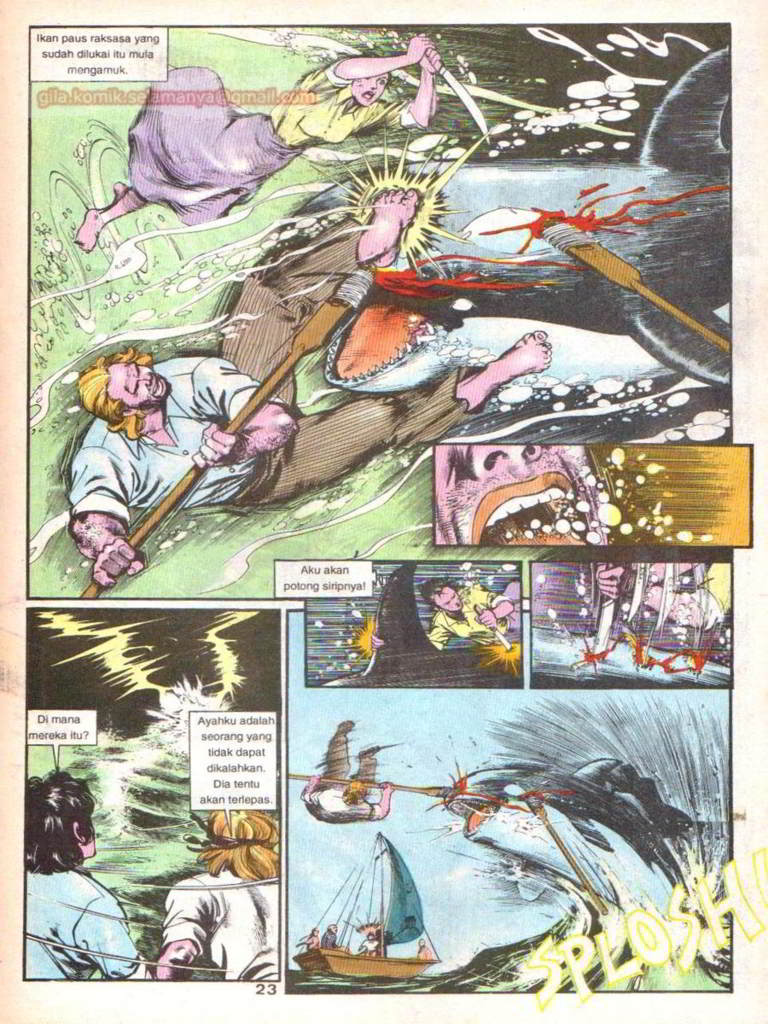 Ikan paus raksasa yang
sudah dilukai itu mula
mengamuk.
gila.komik.selamanya@gmail.com
Aku akan
potong siripnya!
Di mana
mereka itu?
Ayahku adalah
seorang yang
tidak dapat
dikalahkan.
Dia tentu
akan terlepas.
SPLOSH!
23